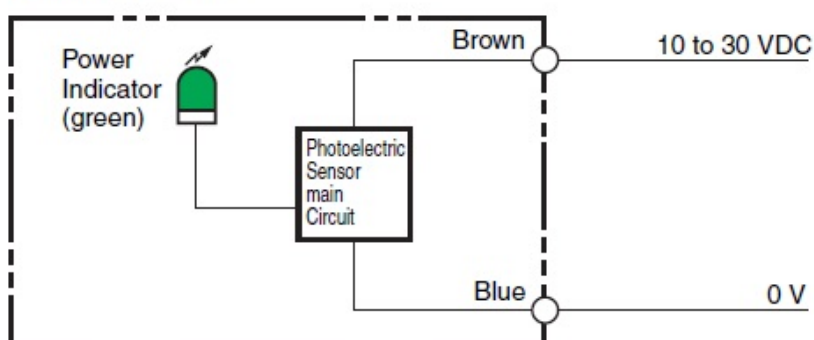 Brown
10 to 30 VDC
Power
Indicator
(green)
Photoelectric
Sensor
main
Circuit
Blue
0 V